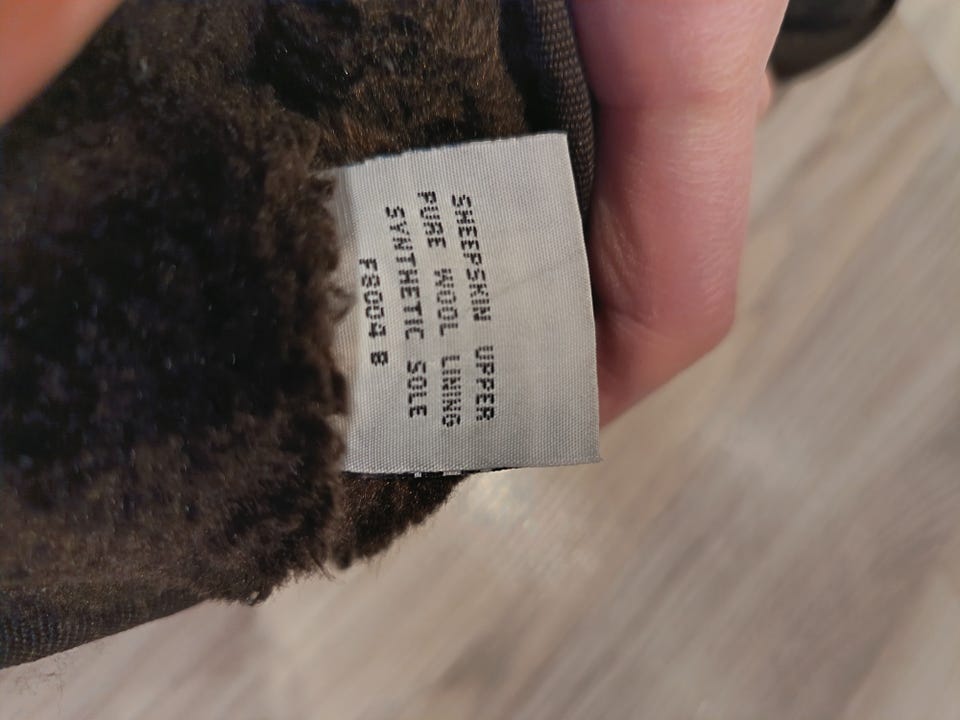 SHEEPSKIN UPPER
PURE WOOL LINING
SYNTHETIC SOLE
FS004 B